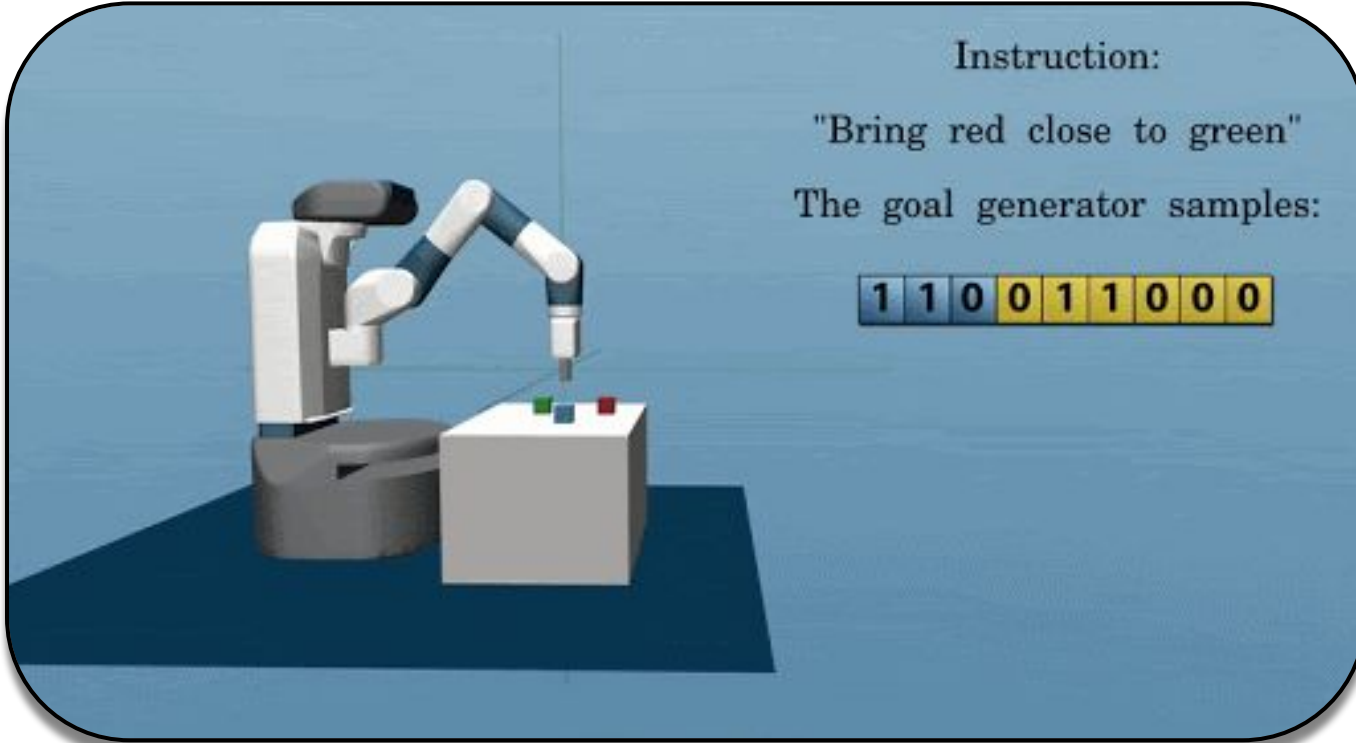 Instruction:
"Bring red close to green"
The goal generator samples:
1 1 0 0 1 1 0 0 0